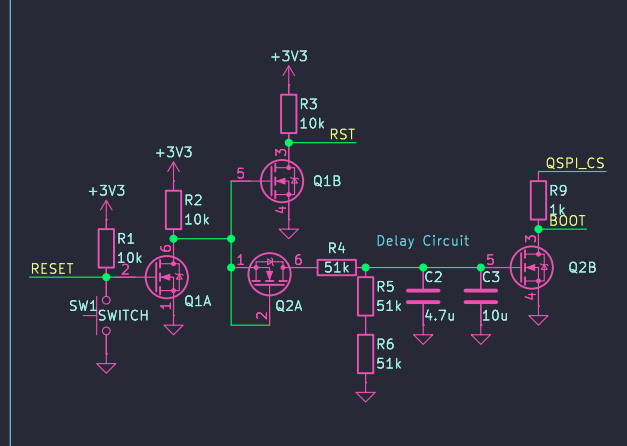 +3V3
R3
10k
RST
3
5
Q1B
4
+3V3
R2
10k
6
+3V3
R1
10k
RESET
2
Q1A
1
SW1
SWITCH
1
6
Q2A
2
R4
51k
Delay Circuit
R5
51k
R6
51k
C2
4.7u
C3
10u
5
QSPI_CS
R9
1k
BOOT
3
Q2B
4